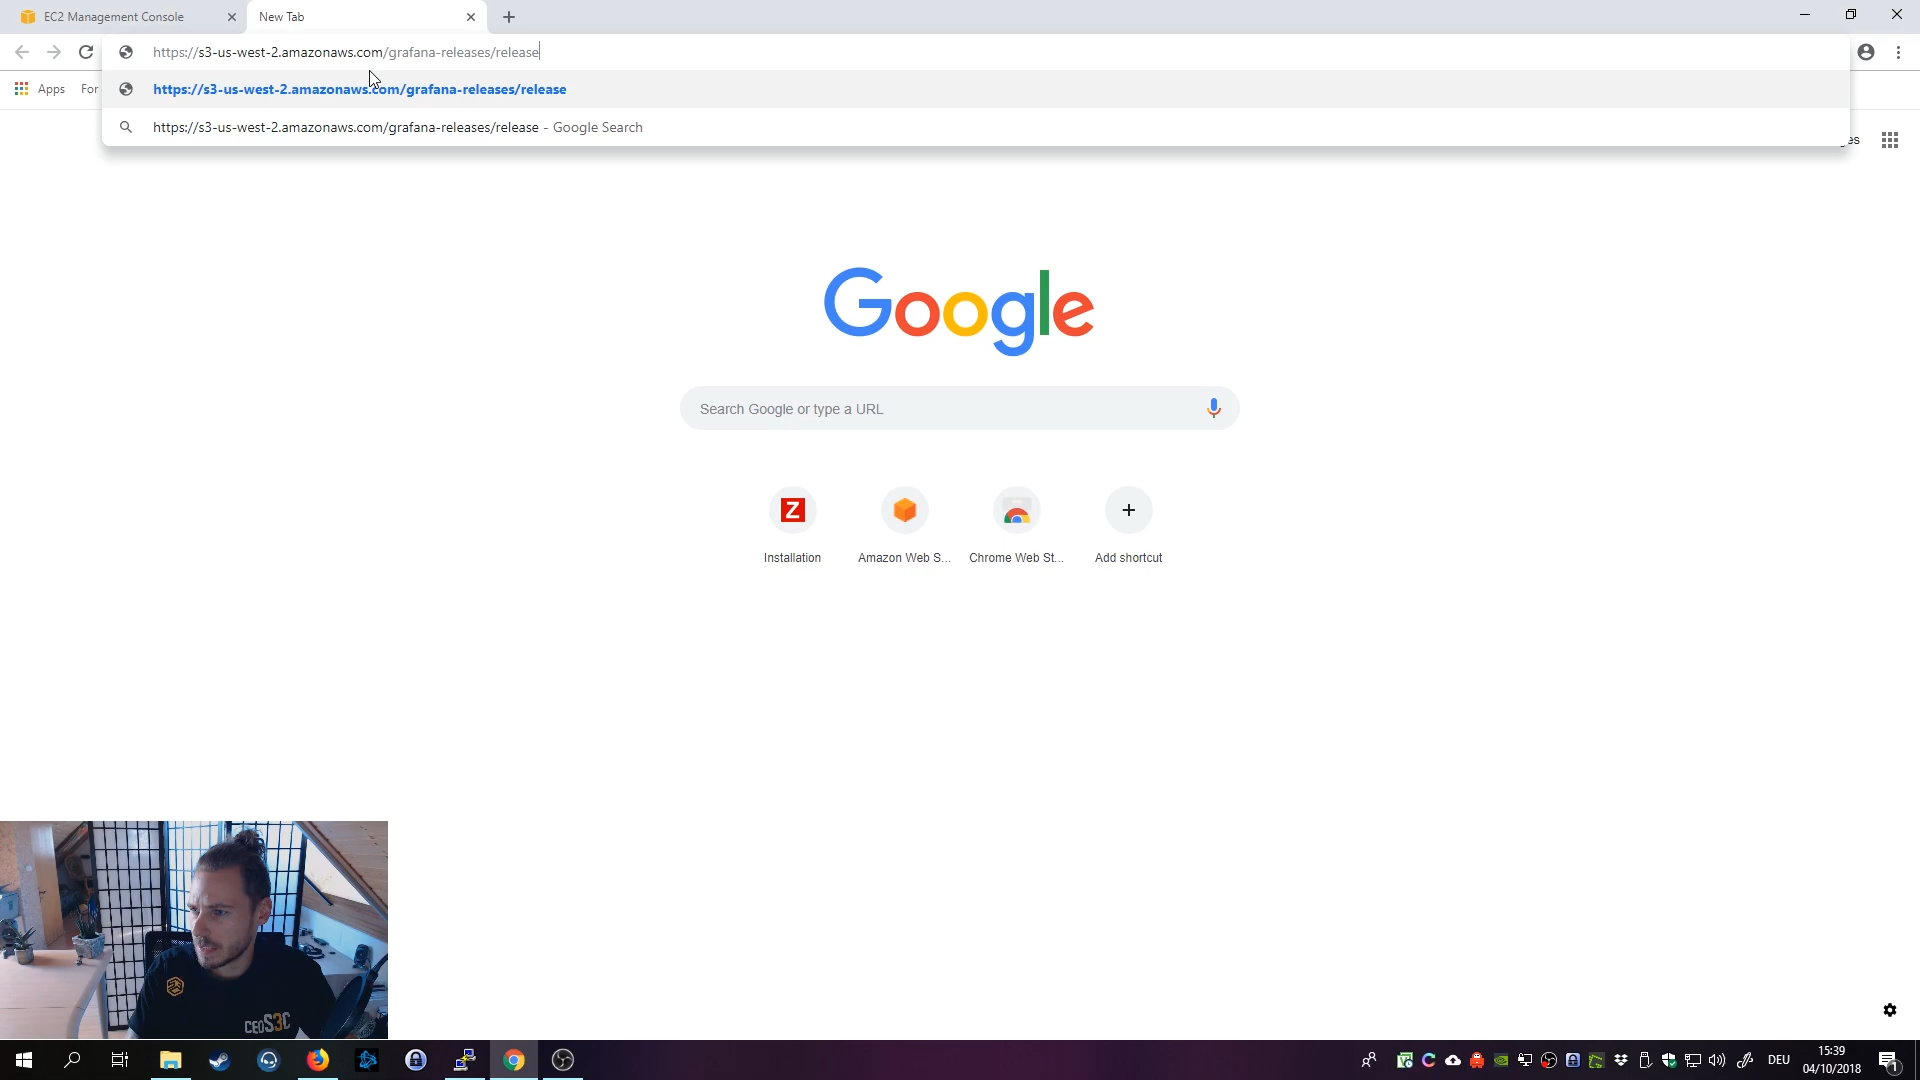 EC2 Management Console
New Tab
https://s3-us-west-2.amazonaws.com/grafana-releases/release
Apps
For
https://s3-us-west-2.amazonaws.com/grafana-releases/release
https://s3-us-west-2.amazonaws.com/grafana-releases/release - Google Search
es
Google
Search Google or type a URL
Z
Installation
Amazon Web S...
Chrome Web St...
Add shortcut
CEOS3C
DEU
15:39
04/10/2018
1